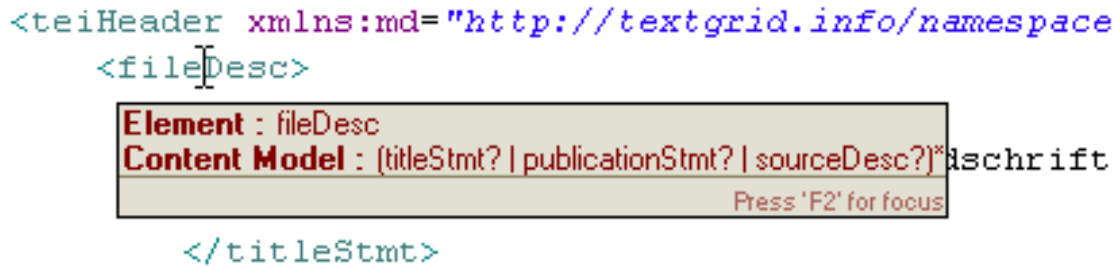 <teiHeader xmlns:md="http://textgrid.info/namespace
<fileDesc>
Element : fileDesc
Content Model : (titleStmt? | publicationStmt? | sourceDesc?)*dschrift
Press 'F2' for focus
</titleStmt>